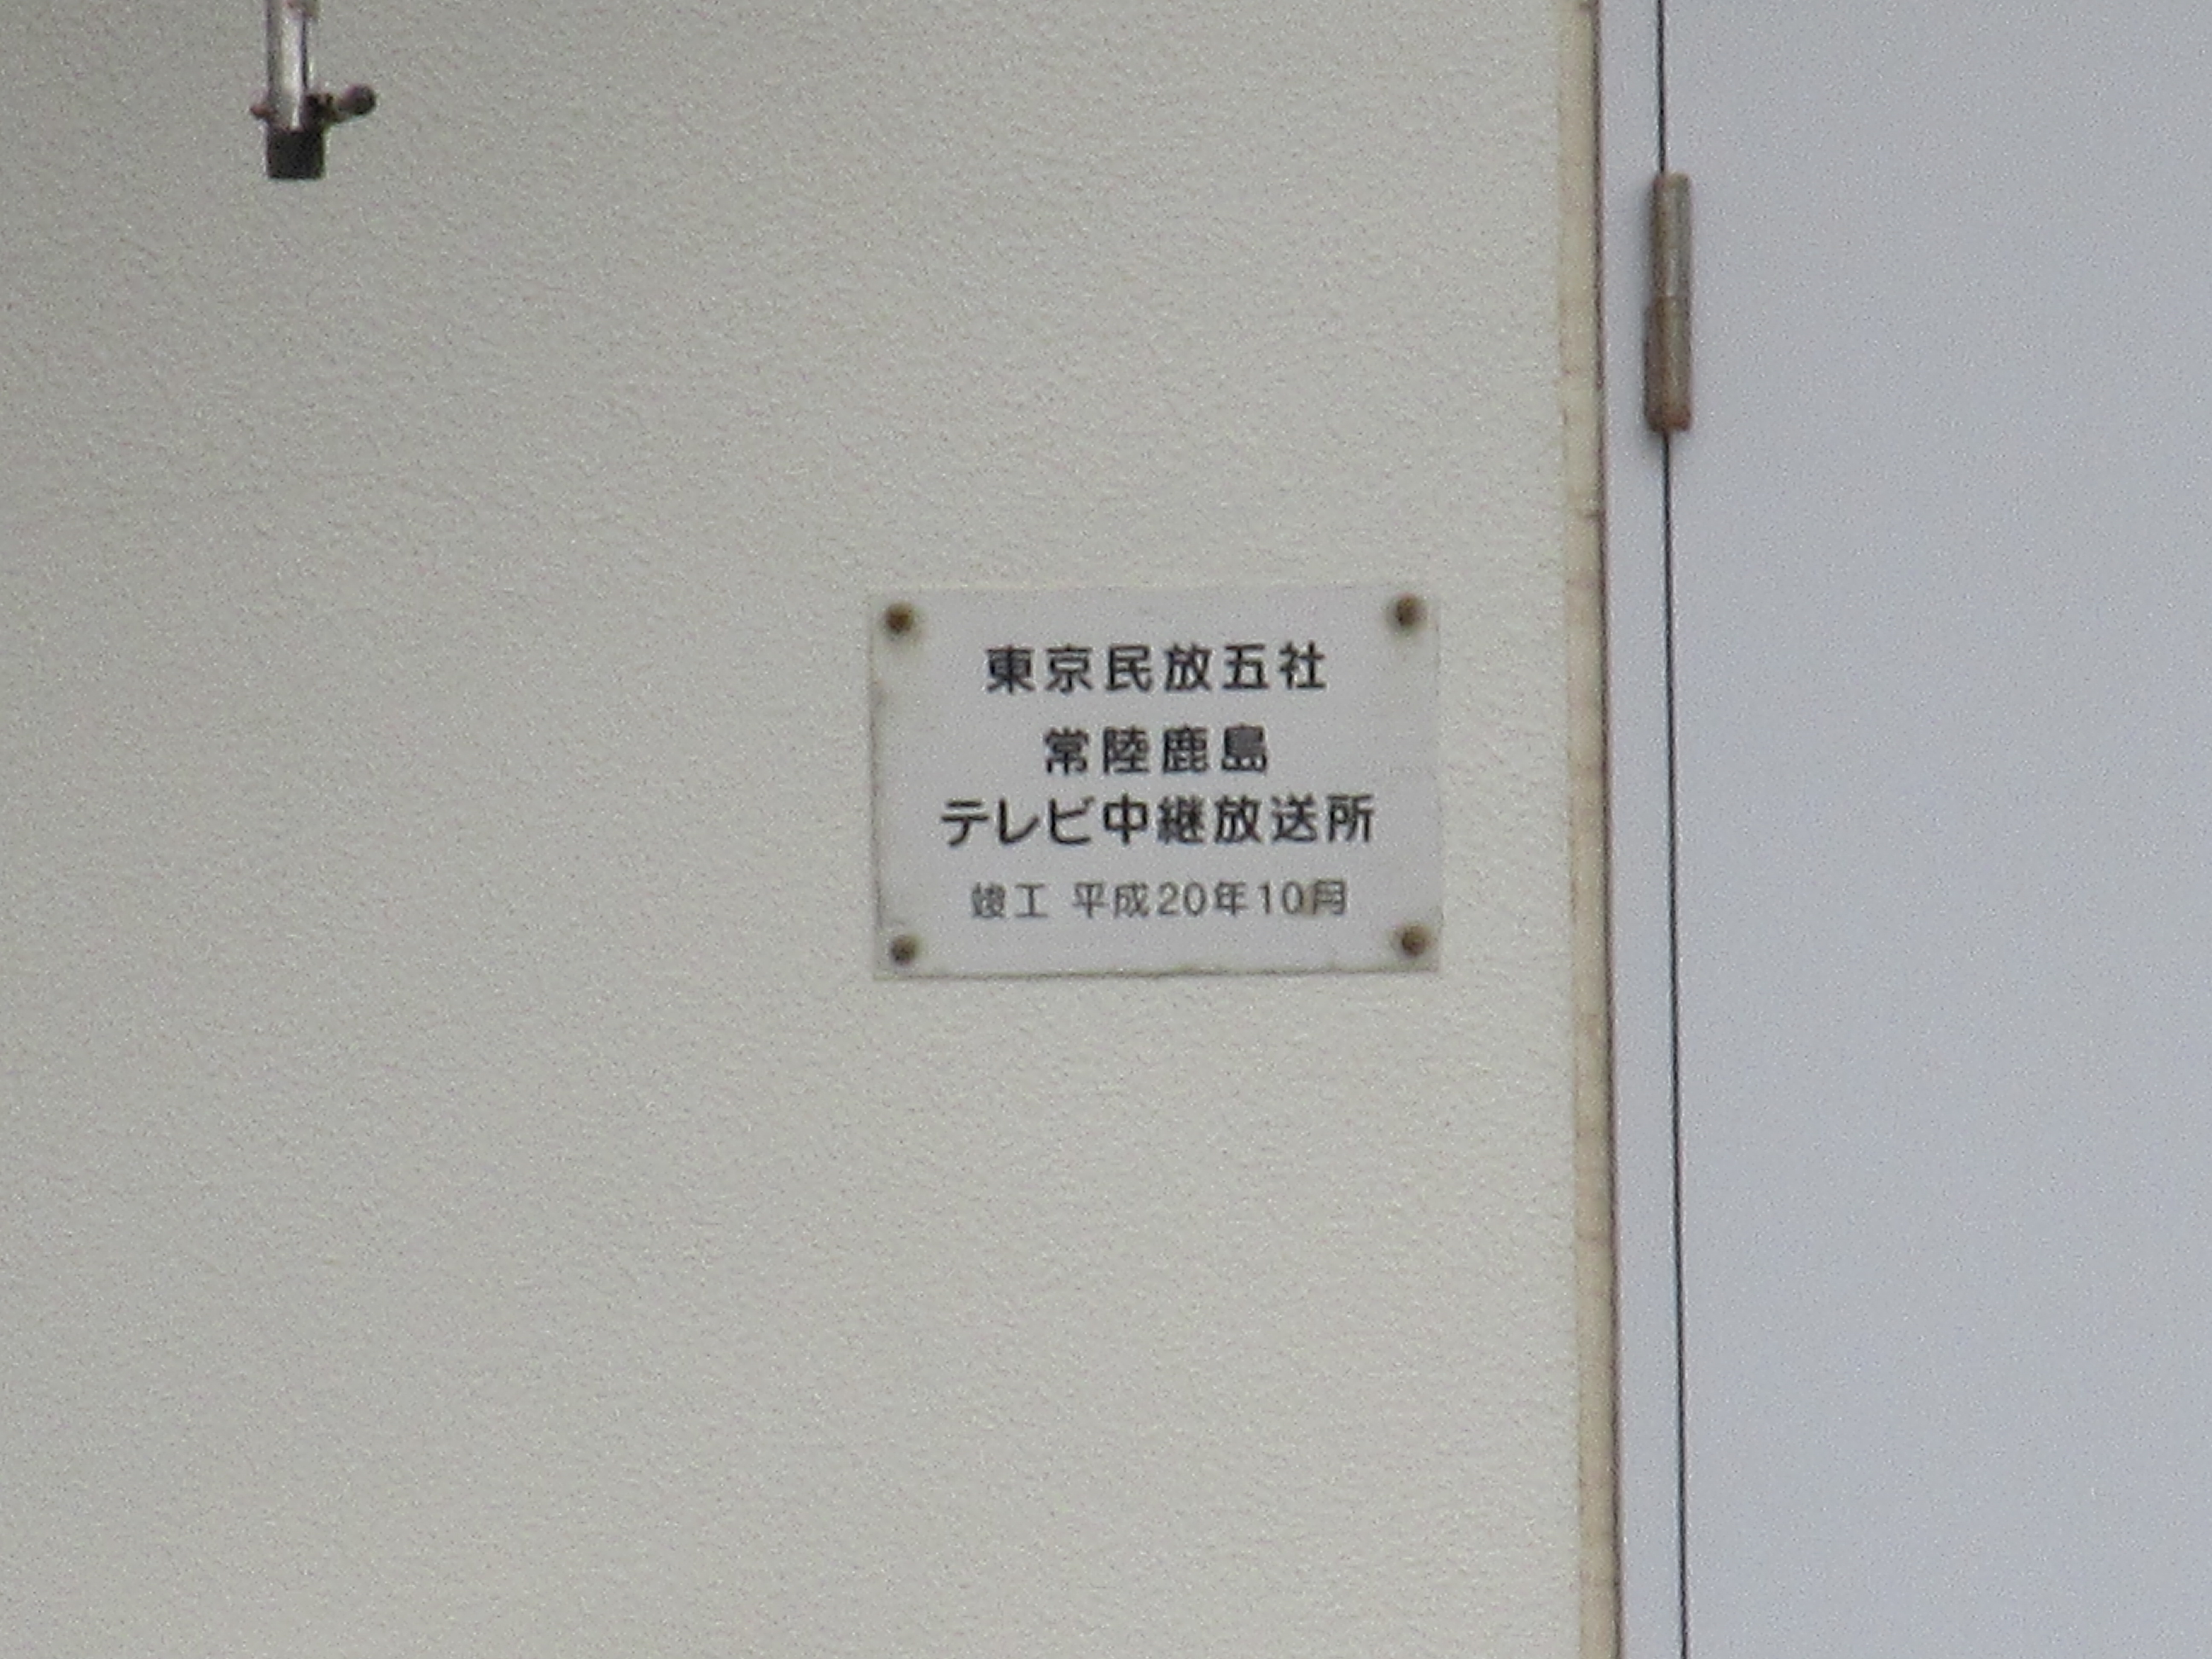 東京民放五社
常陸鹿島
テレビ中継放送所
竣工 平成20年10月